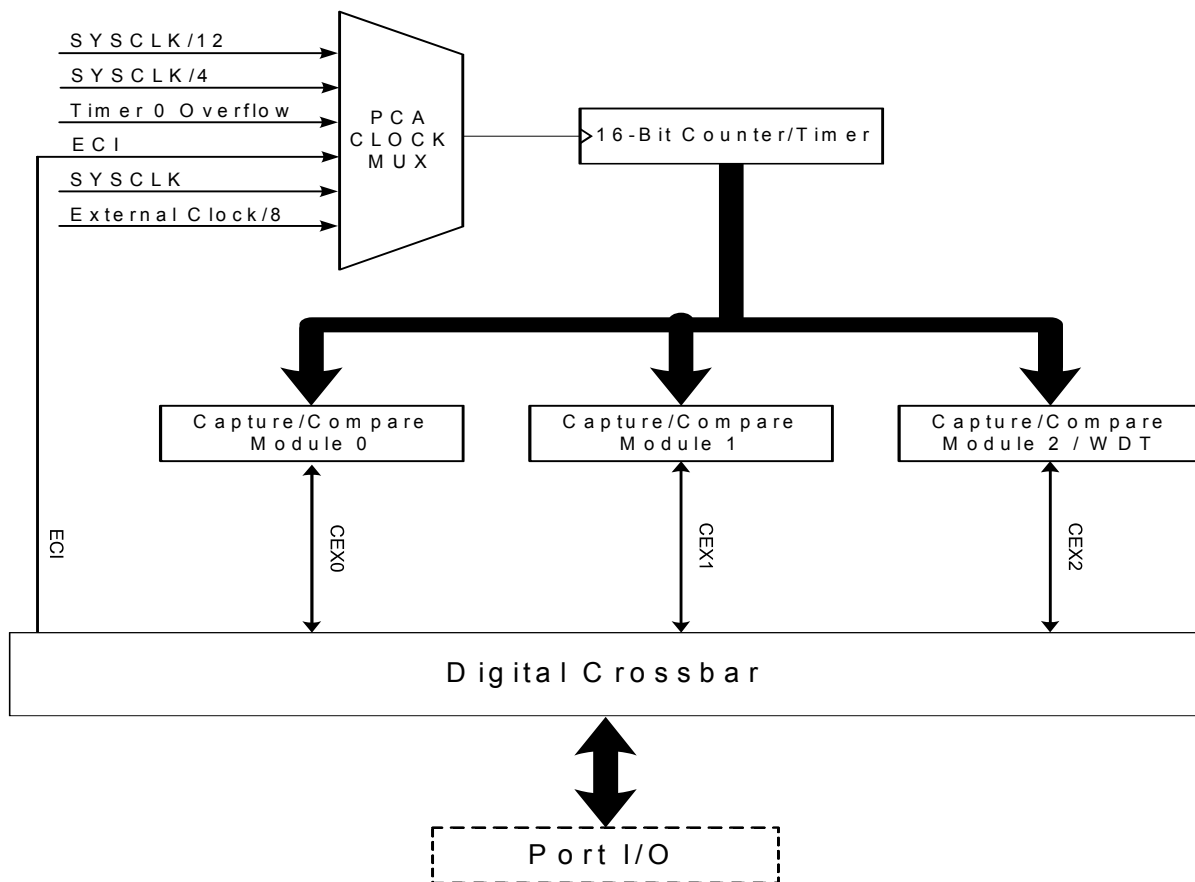 SYSCLK/12
SYSCLK/4
Timer 0 Overflow
ECI
SYSCLK
External Clock/8
PCA
CLOCK
MUX
16-Bit Counter/Timer
Capture/Compare
Module 0
Capture/Compare
Module 1
Capture/Compare
Module 2 / WDT
ECI
CEX0
CEX1
CEX2
Digital Crossbar
Port I/O